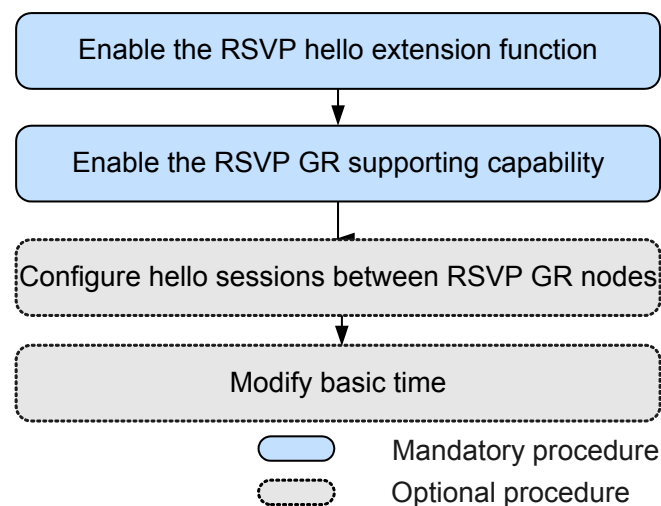 Enable the RSVP hello extension function
Enable the RSVP GR supporting capability
Configure hello sessions between RSVP GR nodes
Modify basic time
Mandatory procedure
Optional procedure